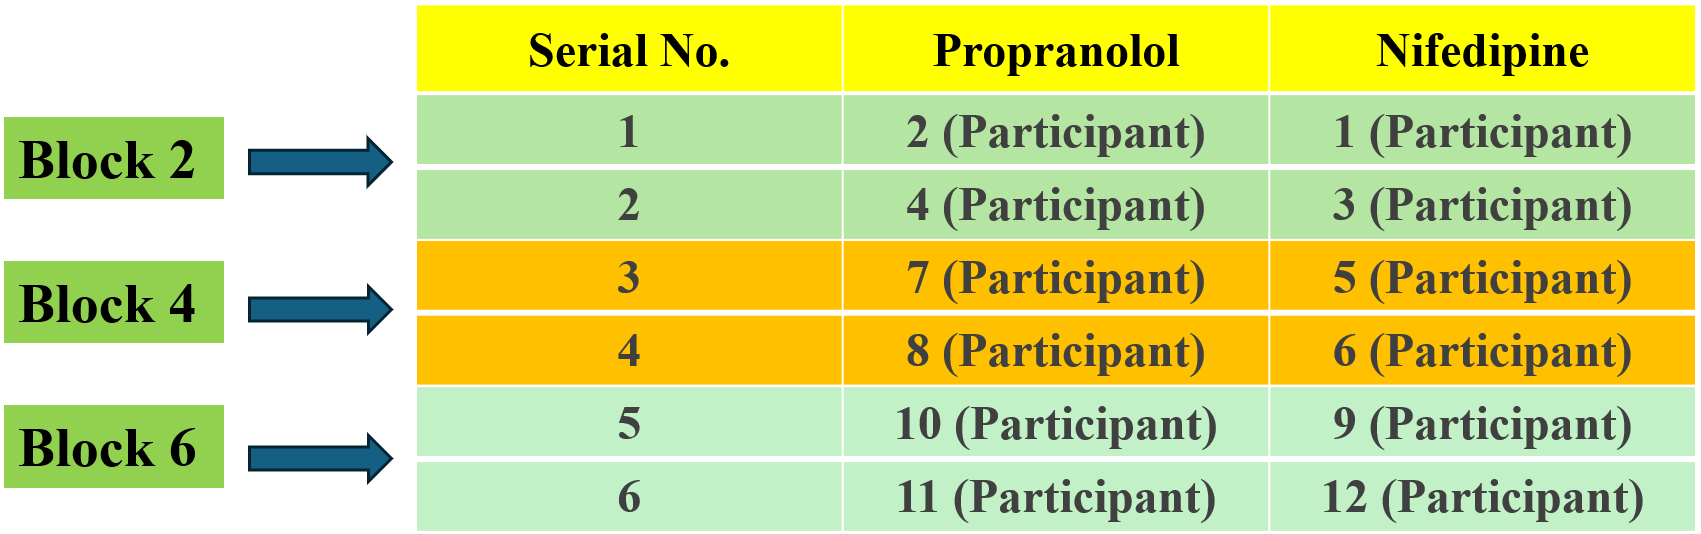 Serial No. Propranolol Nifedipine
1 2 (Participant) 1 (Participant)
Block 2
2 4 (Participant) 3 (Participant)
3 7 (Participant) 5 (Participant)
Block 4
4 8 (Participant) 6 (Participant)
5 10 (Participant) 9 (Participant)
Block 6
6 11 (Participant) 12 (Participant)